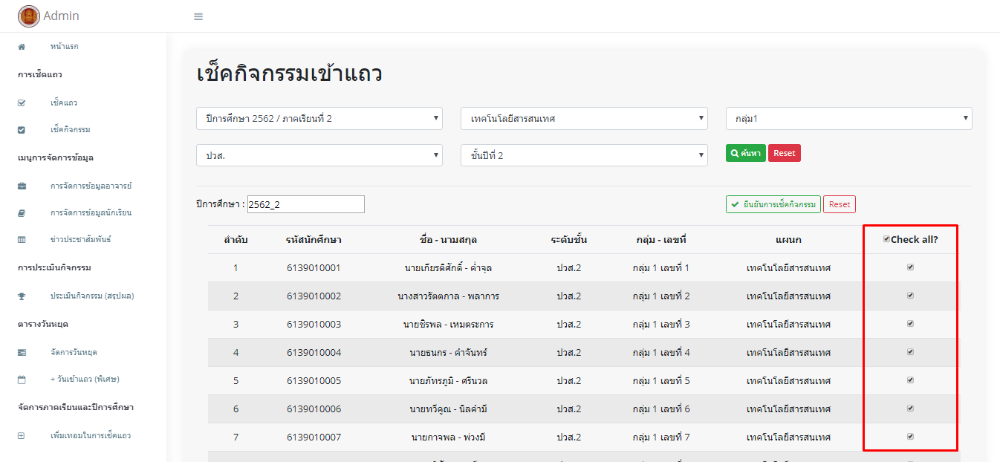 Admin
หน้าแรก
การเช็คแถว
เช็คแถว
เช็คกิจกรรม
เมนูการจัดการข้อมูล
การจัดการข้อมูลอาจารย์
การจัดการข้อมูลนักเรียน
ข่าวประชาสัมพันธ์
การประเมินกิจกรรม
ประเมินกิจกรรม (สรุปผล)
ตารางวันหยุด
จัดการวันหยุด
+ วันเข้าแถว (พิเศษ)
จัดการภาคเรียนและปีการศึกษา
เพิ่มเทอมในการเช็คแถว
เช็คกิจกรรมเข้าแถว
ปีการศึกษา 2562 / ภาคเรียนที่ 2 เทคโนโลยีสารสนเทศ กลุ่ม1
ปวส. ชั้นปีที่ 2 ค้นหา Reset
ปีการศึกษา : 2562_2 ยืนยันการเช็คกิจกรรม Reset
ลำดับ รหัสนักศึกษา ชื่อ - นามสกุล ระดับชั้น กลุ่ม - เลขที่ แผนก Check all?
1 6139010001 นายเกียรติศักดิ์ - ค่ำจุล ปวส.2 กลุ่ม 1 เลขที่ 1 เทคโนโลยีสารสนเทศ
2 6139010002 นางสาวรัตตกาล - พลาการ ปวส.2 กลุ่ม 1 เลขที่ 2 เทคโนโลยีสารสนเทศ
3 6139010003 นายชิรพล - เหมตระการ ปวส.2 กลุ่ม 1 เลขที่ 3 เทคโนโลยีสารสนเทศ
4 6139010004 นายธนกร - คำจันทร์ ปวส.2 กลุ่ม 1 เลขที่ 4 เทคโนโลยีสารสนเทศ
5 6139010005 นายภัทรภูมิ - ศรีนวล ปวส.2 กลุ่ม 1 เลขที่ 5 เทคโนโลยีสารสนเทศ
6 6139010006 นายทวีคูณ - นิลคำมี ปวส.2 กลุ่ม 1 เลขที่ 6 เทคโนโลยีสารสนเทศ
7 6139010007 นายกาจพล - พ่วงมี ปวส.2 กลุ่ม 1 เลขที่ 7 เทคโนโลยีสารสนเทศ